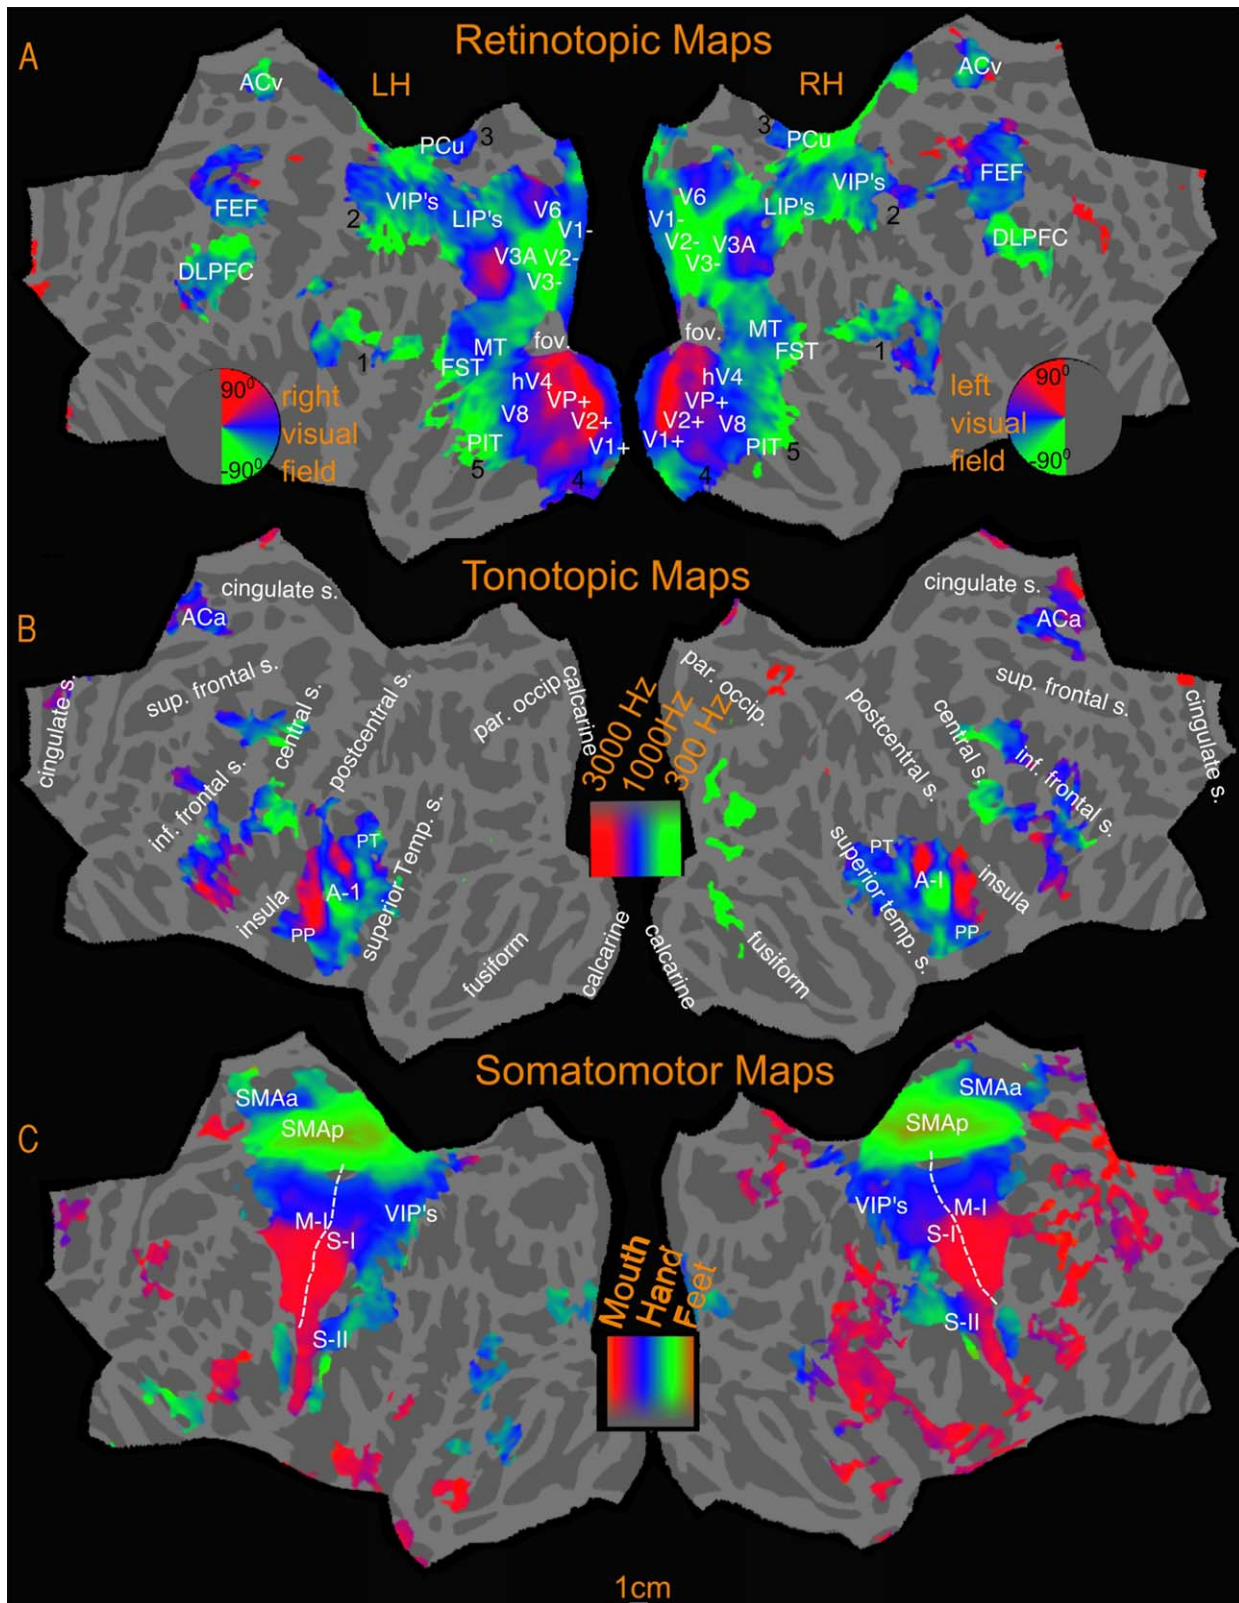 Retinotopic Maps
A
LH
RH
ACv
ACv
PCu
3
3
PCu
FEF
VIP's
LIP's
V6
V1-
2
V3A
V2-
V3-
DLPFC
V6
V1-
V2-
V3-
V3A
LIP's
VIP's
2
FEF
DLPFC
1
MT
fov.
FST
hV4
VP+
V8
V2+
V1+
PIT
5
4
fov.
MT
FST
hV4
VP+
V2+
V8
V1+
PIT
5
4
1
90⁰
-90⁰
right
visual
field
left
visual
field
90⁰
-90⁰
Tonotopic Maps
B
cingulate s.
ACa
cingulate s.
sup. frontal s.
central s.
postcentral s.
par. occip.
calcarine
inf. frontal s.
PT
A-1
insula
PP
superior Temp. s.
fusiform
calcarine
3000 Hz
1000Hz
300 Hz
cingulate s.
ACa
par. occip.
postcentral s.
central s.
sup. frontal s.
inf. frontal s.
cingulate s.
PT
A-I
insula
PP
superior temp. s.
fusiform
calcarine
Somatomotor Maps
C
SMAa
SMAp
M-I
S-I
VIP's
S-II
Mouth
Hand
Feet
SMAa
SMAp
VIP's
M-I
S-I
S-II
1cm